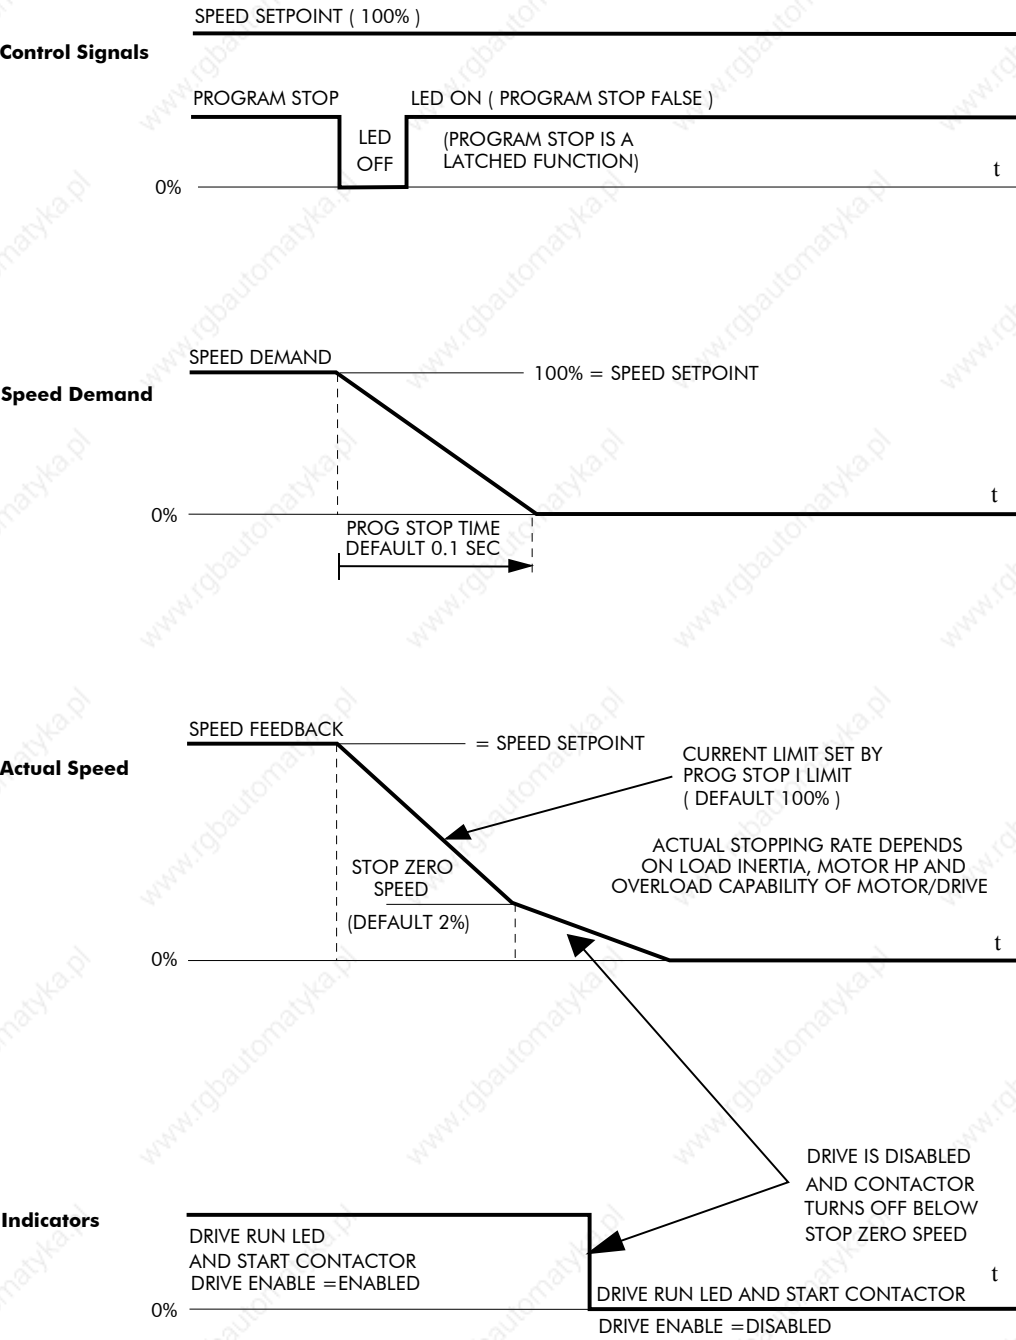 SPEED SETPOINT ( 100% )
Control Signals
PROGRAM STOP
LED ON ( PROGRAM STOP FALSE )
LED
OFF
(PROGRAM STOP IS A
LATCHED FUNCTION)
t
0%
SPEED DEMAND
100% = SPEED SETPOINT
Speed Demand
t
0%
PROG STOP TIME
DEFAULT 0.1 SEC
SPEED FEEDBACK
= SPEED SETPOINT
Actual Speed
CURRENT LIMIT SET BY
PROG STOP I LIMIT
( DEFAULT 100% )
ACTUAL STOPPING RATE DEPENDS
ON LOAD INERTIA, MOTOR HP AND
OVERLOAD CAPABILITY OF MOTOR/DRIVE
STOP ZERO
SPEED
(DEFAULT 2%)
t
0%
DRIVE IS DISABLED
AND CONTACTOR
TURNS OFF BELOW
STOP ZERO SPEED
Indicators
DRIVE RUN LED
AND START CONTACTOR
DRIVE ENABLE =ENABLED
t
DRIVE RUN LED AND START CONTACTOR
0%
DRIVE ENABLE =DISABLED
www.rgbautomatyka.pl